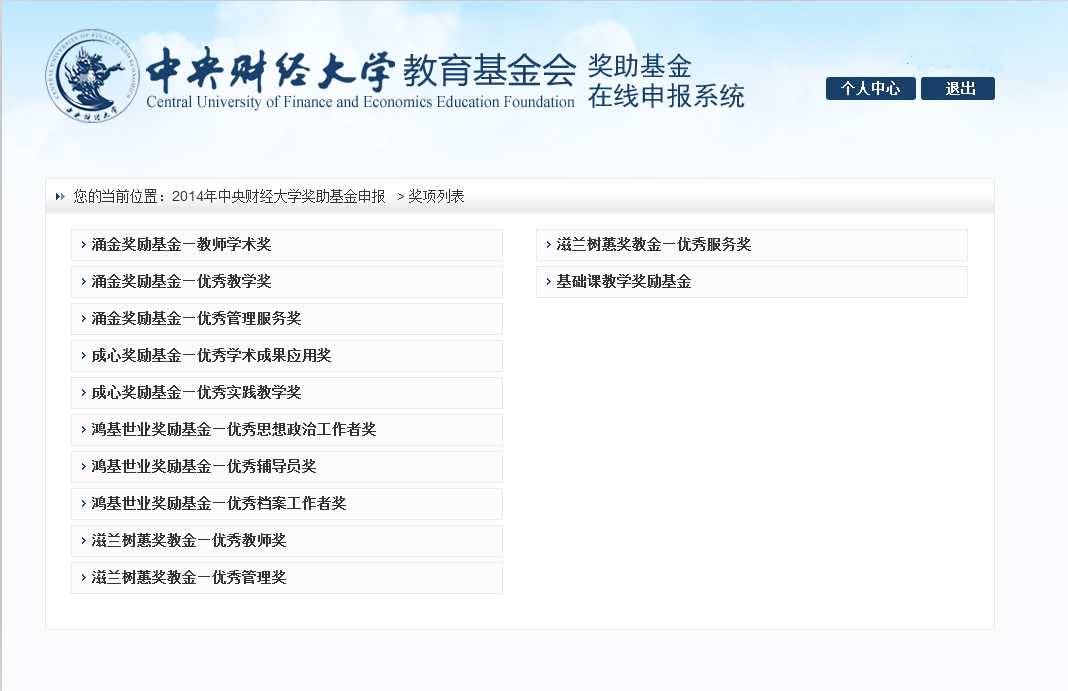 中央财经大学教育基金会
Central University of Finance and Economics Education Foundation
奖助基金
在线申报系统
个人中心
退出
您的当前位置：2014年中央财经大学奖助基金申报 > 奖项列表
涌金奖励基金－教师学术奖
涌金奖励基金－优秀教学奖
涌金奖励基金－优秀管理服务奖
成心奖励基金－优秀学术成果应用奖
成心奖励基金－优秀实践教学奖
鸿基世业奖励基金－优秀思想政治工作者奖
鸿基世业奖励基金－优秀辅导员奖
鸿基世业奖励基金－优秀档案工作者奖
滋兰树蕙奖教金－优秀教师奖
滋兰树蕙奖教金－优秀管理奖
滋兰树蕙奖教金－优秀服务奖
基础课教学奖励基金